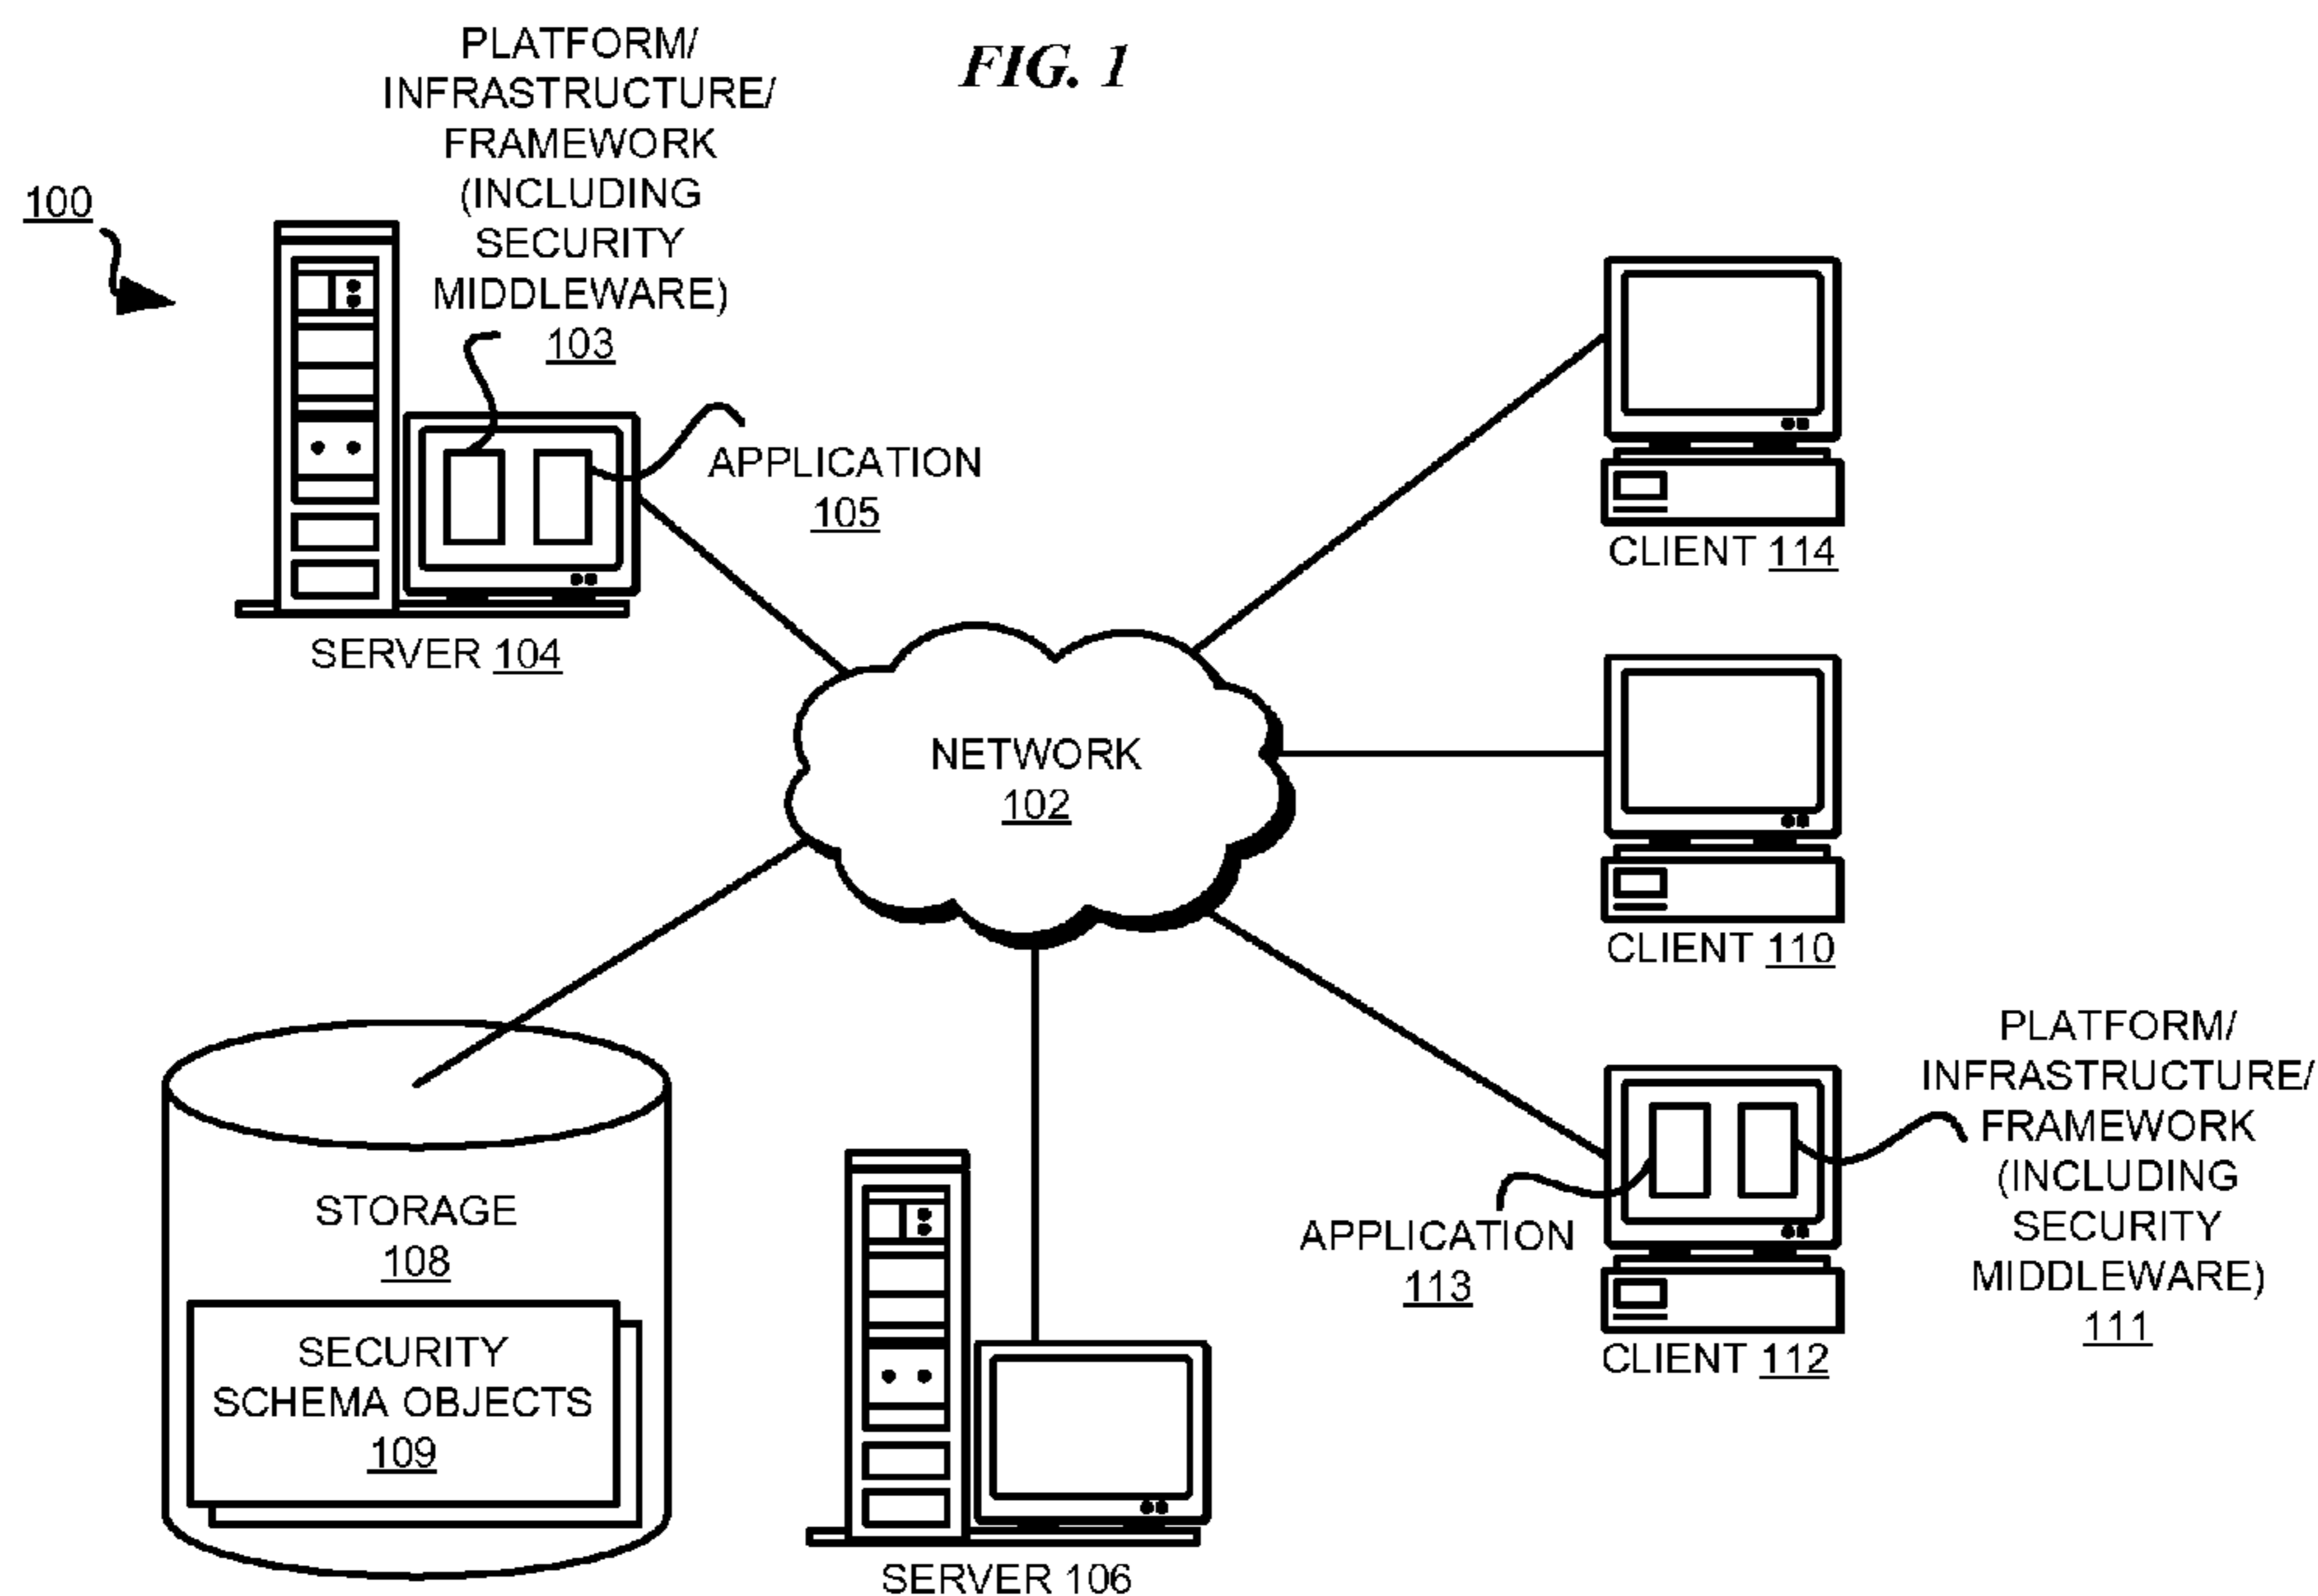 FIG. 1
100
PLATFORM/
INFRASTRUCTURE/
FRAMEWORK
(INCLUDING
SECURITY
MIDDLEWARE)
103
APPLICATION
105
SERVER 104
CLIENT 114
NETWORK
102
CLIENT 110
STORAGE
108
SECURITY
SCHEMA OBJECTS
109
SERVER 106
APPLICATION
113
CLIENT 112
PLATFORM/
INFRASTRUCTURE/
FRAMEWORK
(INCLUDING
SECURITY
MIDDLEWARE)
111